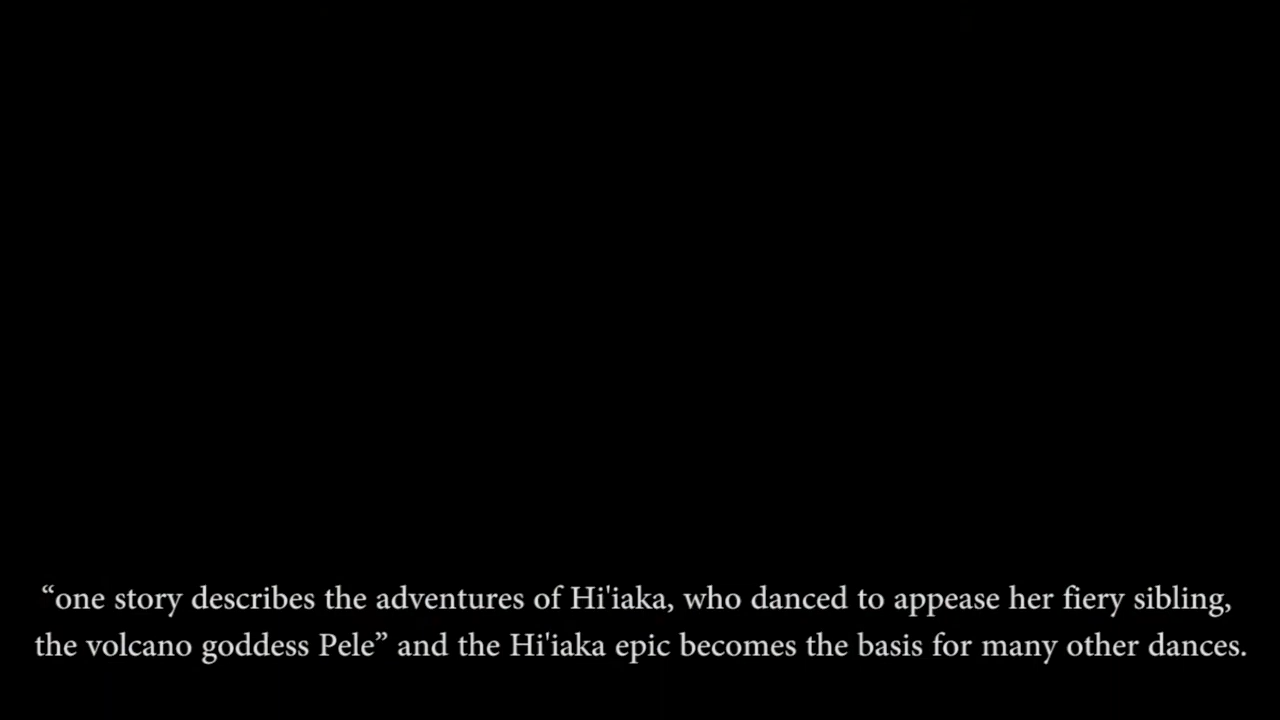 “one story describes the adventures of Hi'iaka, who danced to appease her fiery sibling,
the volcano goddess Pele” and the Hi'iaka epic becomes the basis for many other dances.